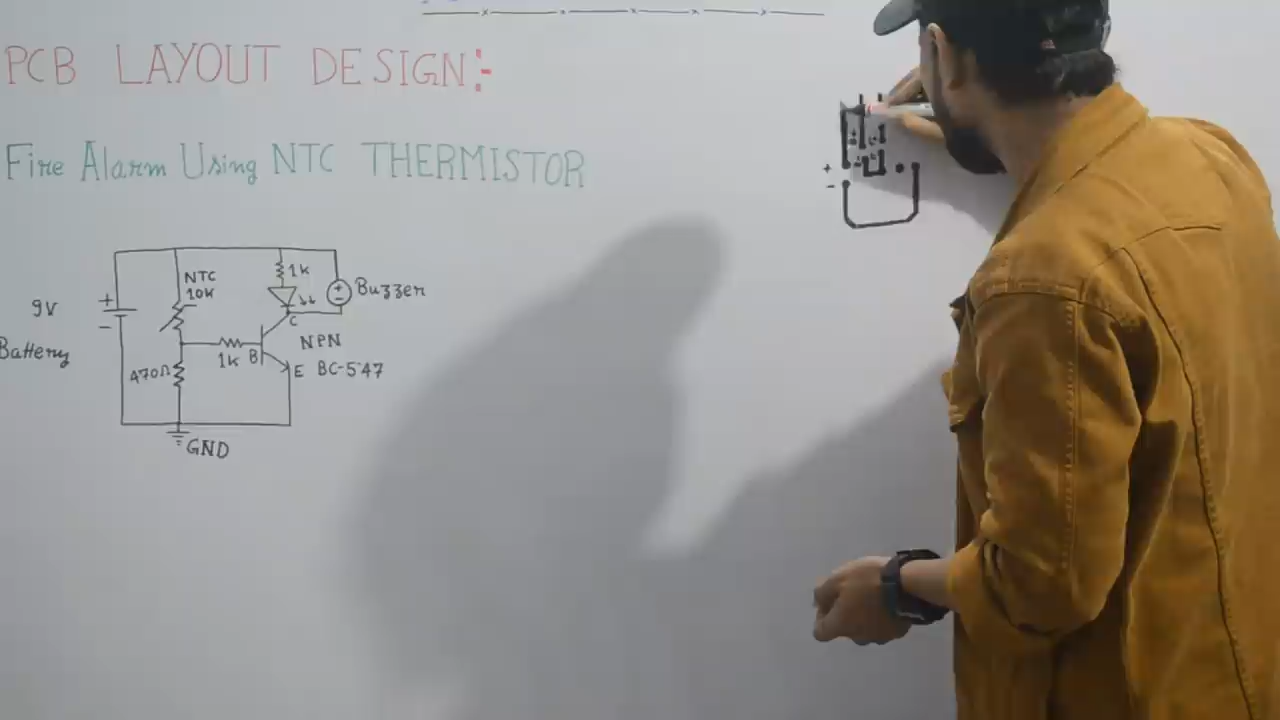 PCB LAYOUT DESIGN:-
Fire Alarm Using NTC THERMISTOR
NTC
10K
1K
9V
Battery
+
-
+
-
Buzzer
C
NPN
1K
B
E BC-547
470Ω
GND
+
-